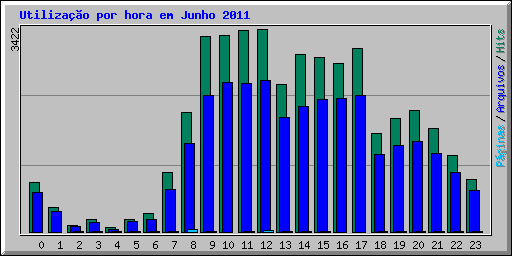 Utilização por hora em Junho 2011
3422
Páginas / Arquivos / Hits
0 1 2 3 4 5 6 7 8 9 10 11 12 13 14 15 16 17 18 19 20 21 22 23